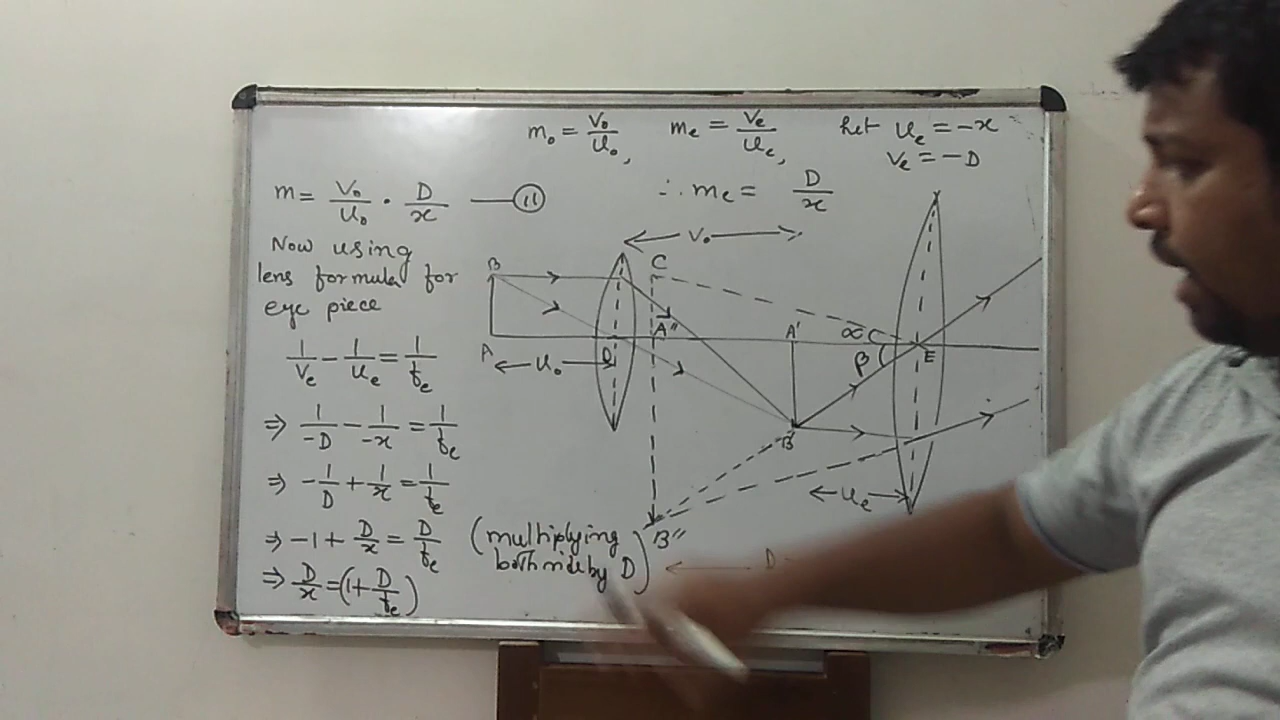 m₀ = V₀/U₀, mₑ = Vₑ/Uₑ, Let Uₑ = -x
Vₑ = -D
m = V₀/U₀ · D/x —(11)
∴ mₑ = D/x
Now using
lens formula for
eye piece
1/Vₑ - 1/Uₑ = 1/fₑ
⇒ 1/-D - 1/-x = 1/fₑ
⇒ -1/D + 1/x = 1/fₑ
⇒ -1 + D/x = D/fₑ (multiplying
both side by D)
⇒ D/x = (1 + D/fₑ)
V₀
B
C
A
U₀
O
A"
A'
α
β
E
B'
Uₑ
B"
D